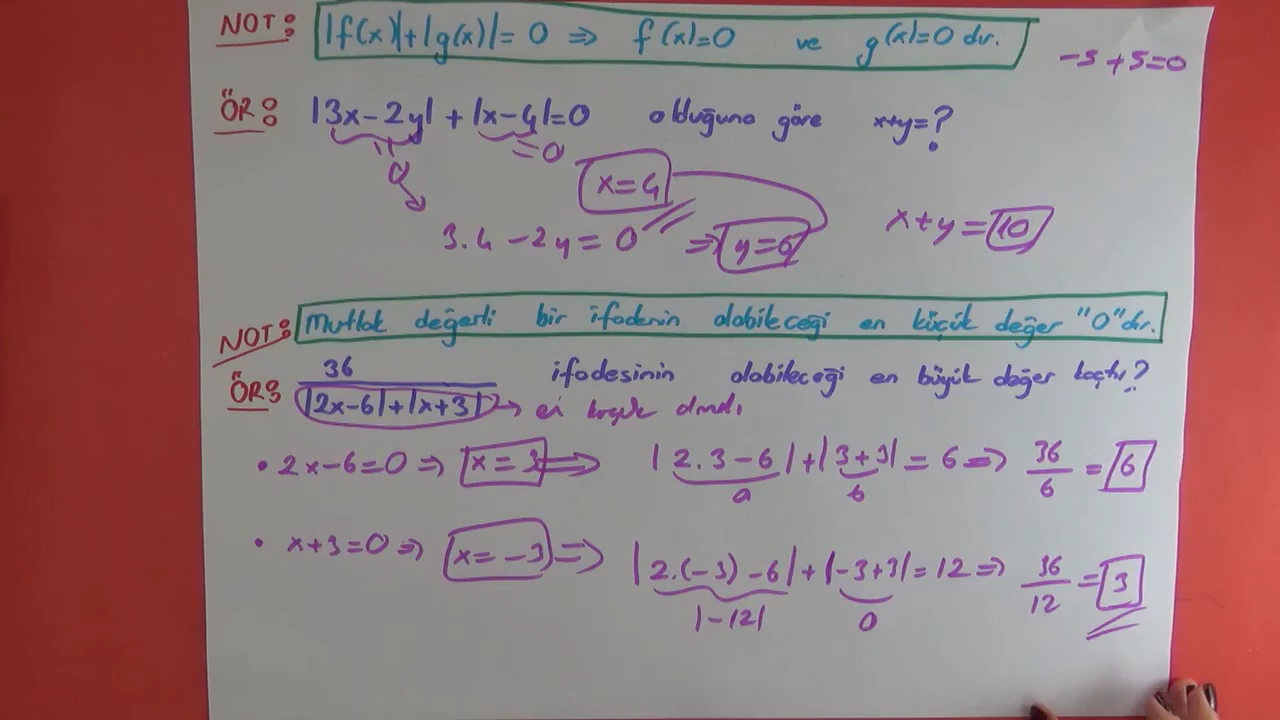 NOT: |f(x)|+|g(x)|= 0 ⇒ f(x)=0 ve g(x)=0 dır.
-5+5=0
ÖR: |3x-2y| + |x-4|=0 olduğuna göre x+y=?
=0
0
x=4
3.4-2y=0 ⇒ y=6
x+y=10
NOT: Mutlak değerli bir ifadenin olabileceği en küçük değer "0" dır.
ÖR: 36 / |2x-6|+|x+3| ifadesinin olabileceği en büyük değer kaçtır?
→ en küçük olmalı
• 2x-6=0 ⇒ x=3 ⇒ |2.3-6|+|3+3|=6 ⇒ 36/6 = 6
0 6
• x+3=0 ⇒ x=-3 ⇒ |2.(-3)-6|+|-3+3|=12 ⇒ 36/12 = 3
|-12| 0